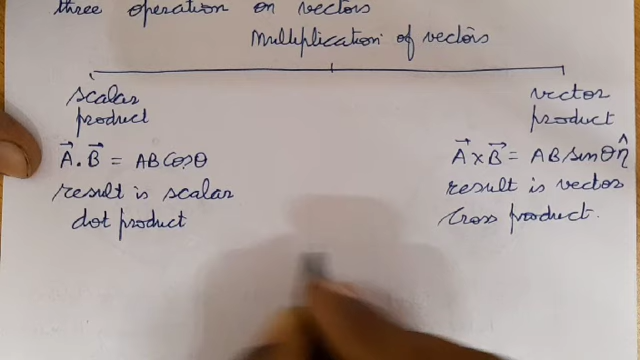 three operation on vectors
Multiplication of vectors
scalar
product
A⃗ . B⃗ = AB Cosθ
result is scalar
dot product
vector
product
A⃗ × B⃗ = AB sinθ n̂
result is vector
Cross product.